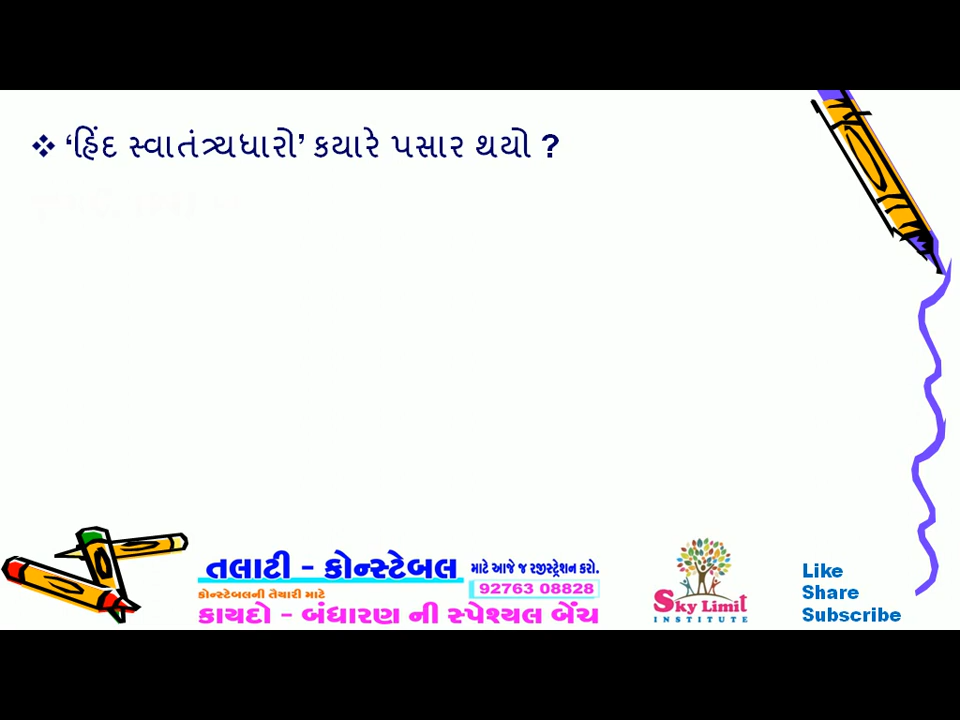 ❖ ‘હિંદ સ્વાતંત્ર્યધારો’ કયારે પસાર થયો ?
તલાટી - કોન્સ્ટેબલ માટે આજે જ રજીસ્ટ્રેશન કરો.
કોન્સ્ટેબલની તૈયારી માટે
92763 08828
કાયદો - બંધારણ ની સ્પેશ્યલ બેંચ
Sky Limit
INSTITUTE
Like
Share
Subscribe